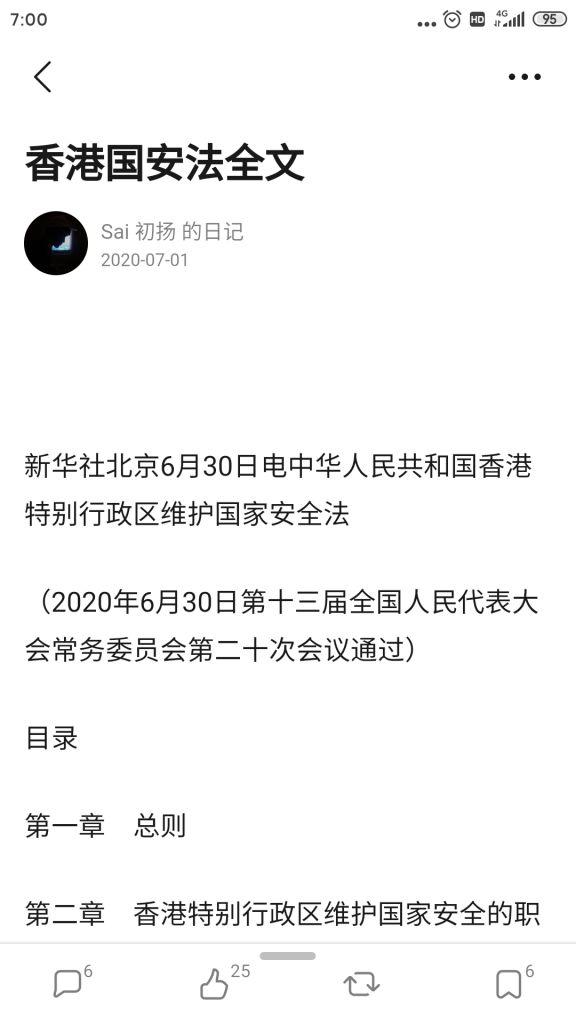 7:00
4G
HD
95
香港国安法全文
Sai 初扬 的日记
2020-07-01
新华社北京6月30日电中华人民共和国香港
特别行政区维护国家安全法
（2020年6月30日第十三届全国人民代表大
会常务委员会第二十次会议通过）
目录
第一章　总则
第二章　香港特别行政区维护国家安全的职
6
25
6